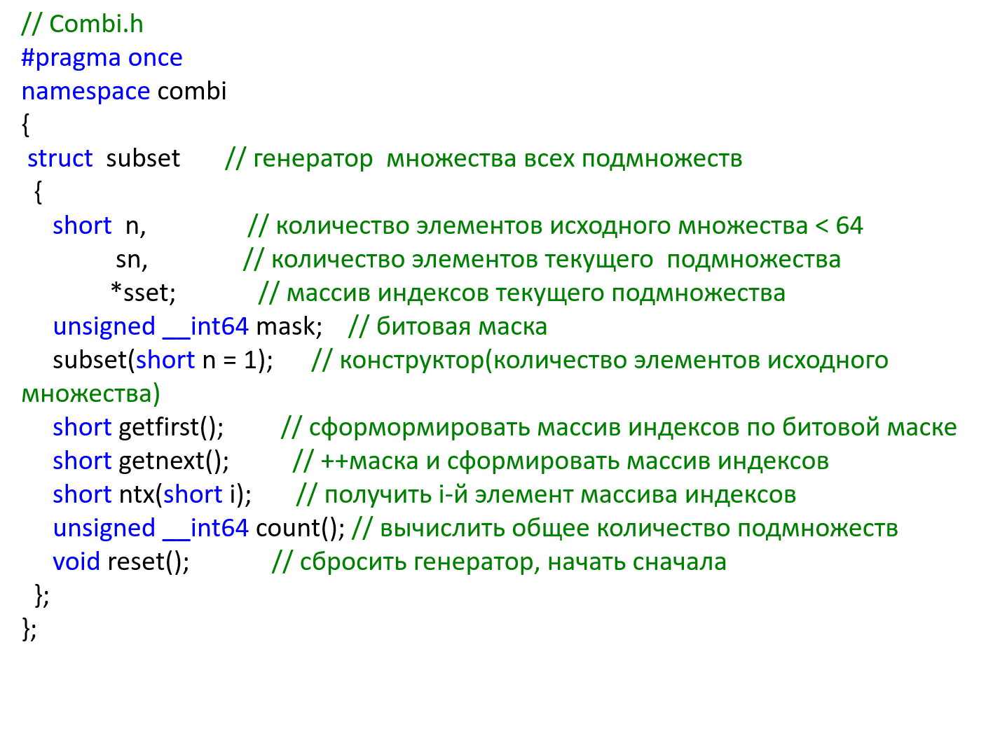 // Combi.h
#pragma once
namespace combi
{
struct  subset       // генератор  множества всех подмножеств
{
short  n,              // количество элементов исходного множества < 64
sn,              // количество элементов текущего  подмножества
*sset;            // массив индексов текущего подмножества
unsigned __int64 mask;    // битовая маска
subset(short n = 1);      // конструктор(количество элементов исходного
множества)
short getfirst();         // сформормировать массив индексов по битовой маске
short getnext();          // ++маска и сформировать массив индексов
short ntx(short i);       // получить i-й элемент массива индексов
unsigned __int64 count(); // вычислить общее количество подмножеств
void reset();             // сбросить генератор, начать сначала
};
};